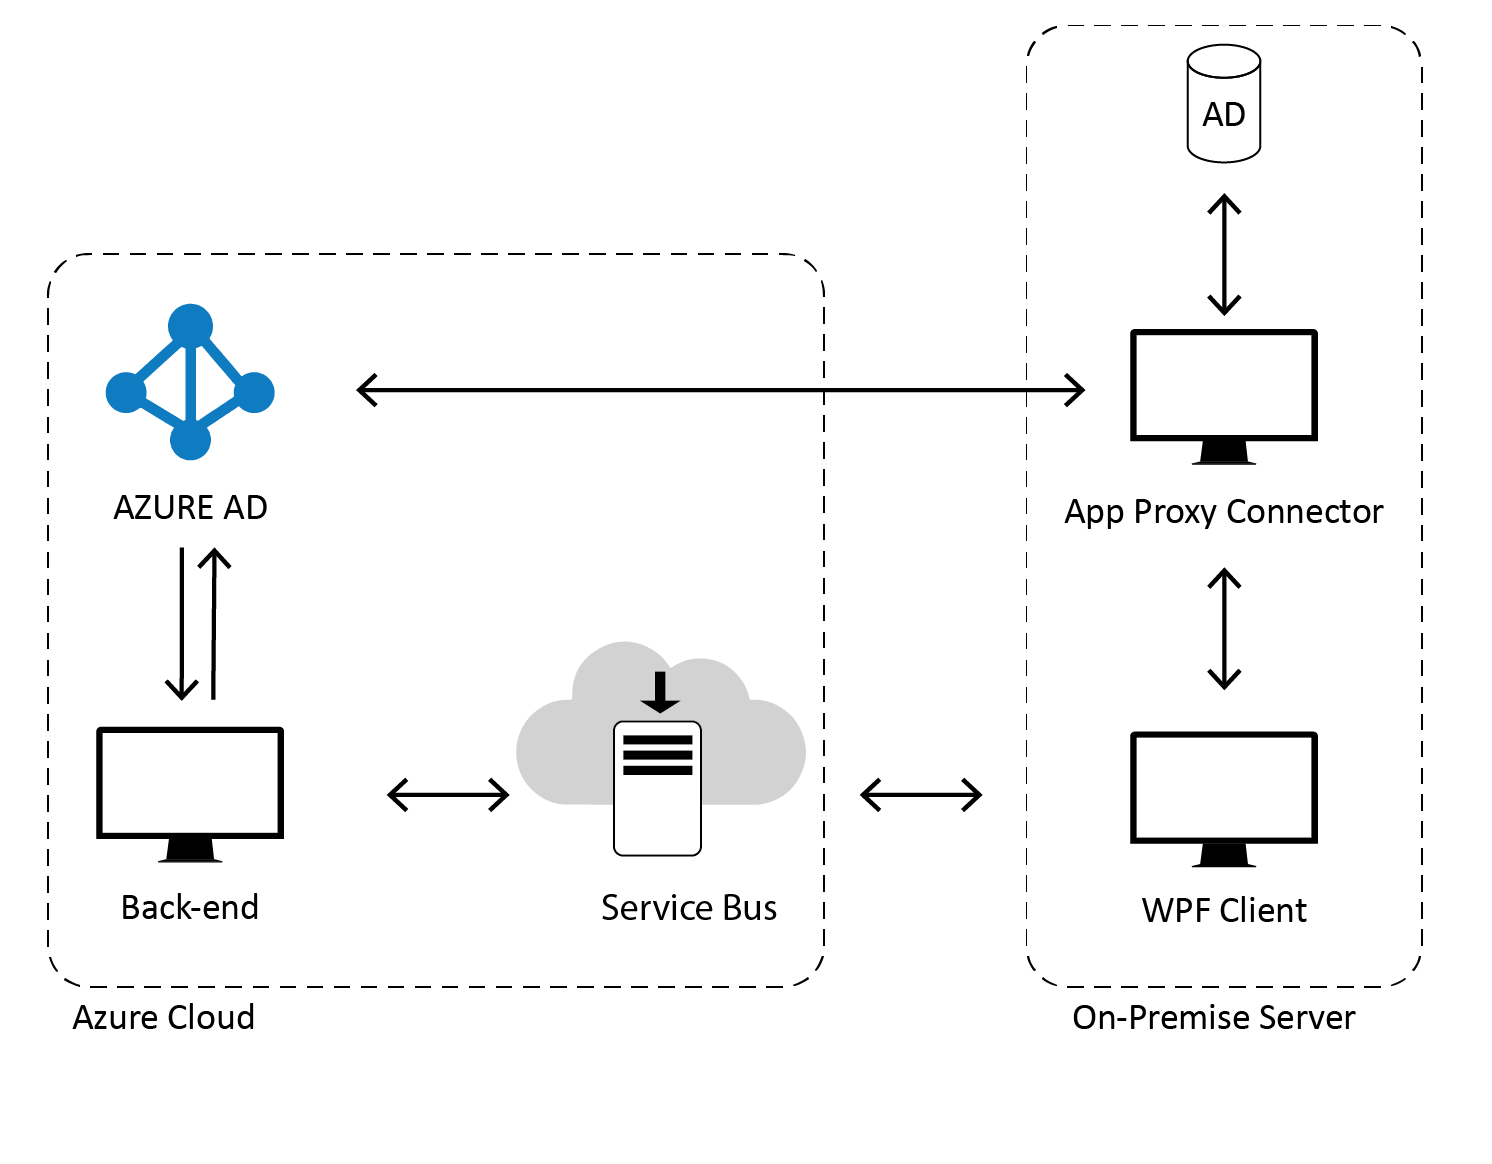 AD
AZURE AD
App Proxy Connector
Back-end
Service Bus
WPF Client
Azure Cloud
On-Premise Server